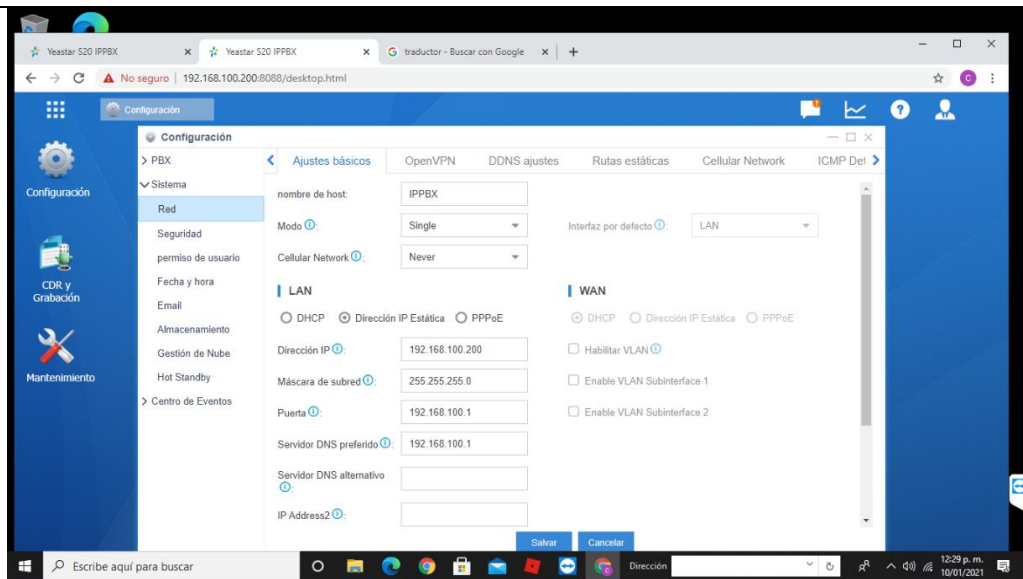 Yeastar S20 IPPBX
Yeastar S20 IPPBX
traductor - Buscar con Google
No seguro
192.168.100.200:8088/desktop.html
C
Configuración
Configuración
CDR y
Grabación
Mantenimiento
Configuración
PBX
Sistema
Red
Seguridad
permiso de usuario
Fecha y hora
Email
Almacenamiento
Gestión de Nube
Hot Standby
Centro de Eventos
Ajustes básicos OpenVPN DDNS ajustes Rutas estáticas Cellular Network ICMP Det
nombre de host: IPPBX
Modo : Single Interfaz por defecto : LAN
Cellular Network : Never
LAN WAN
DHCP Dirección IP Estática PPPoE DHCP Dirección IP Estática PPPoE
Dirección IP : 192.168.100.200 Habilitar VLAN
Máscara de subred : 255.255.255.0 Enable VLAN Subinterface 1
Puerta : 192.168.100.1 Enable VLAN Subinterface 2
Servidor DNS preferido : 192.168.100.1
Servidor DNS alternativo
:
IP Address2 :
Salvar Cancelar
Escribe aquí para buscar
Dirección
12:29 p. m.
10/01/2021